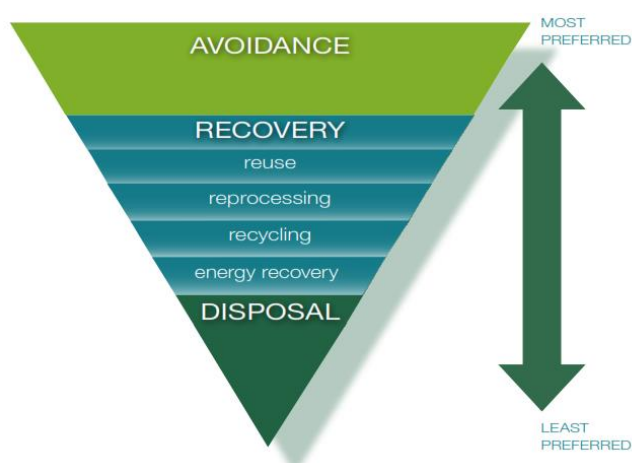 MOST
PREFERRED
AVOIDANCE
RECOVERY
reuse
reprocessing
recycling
energy recovery
DISPOSAL
LEAST
PREFERRED